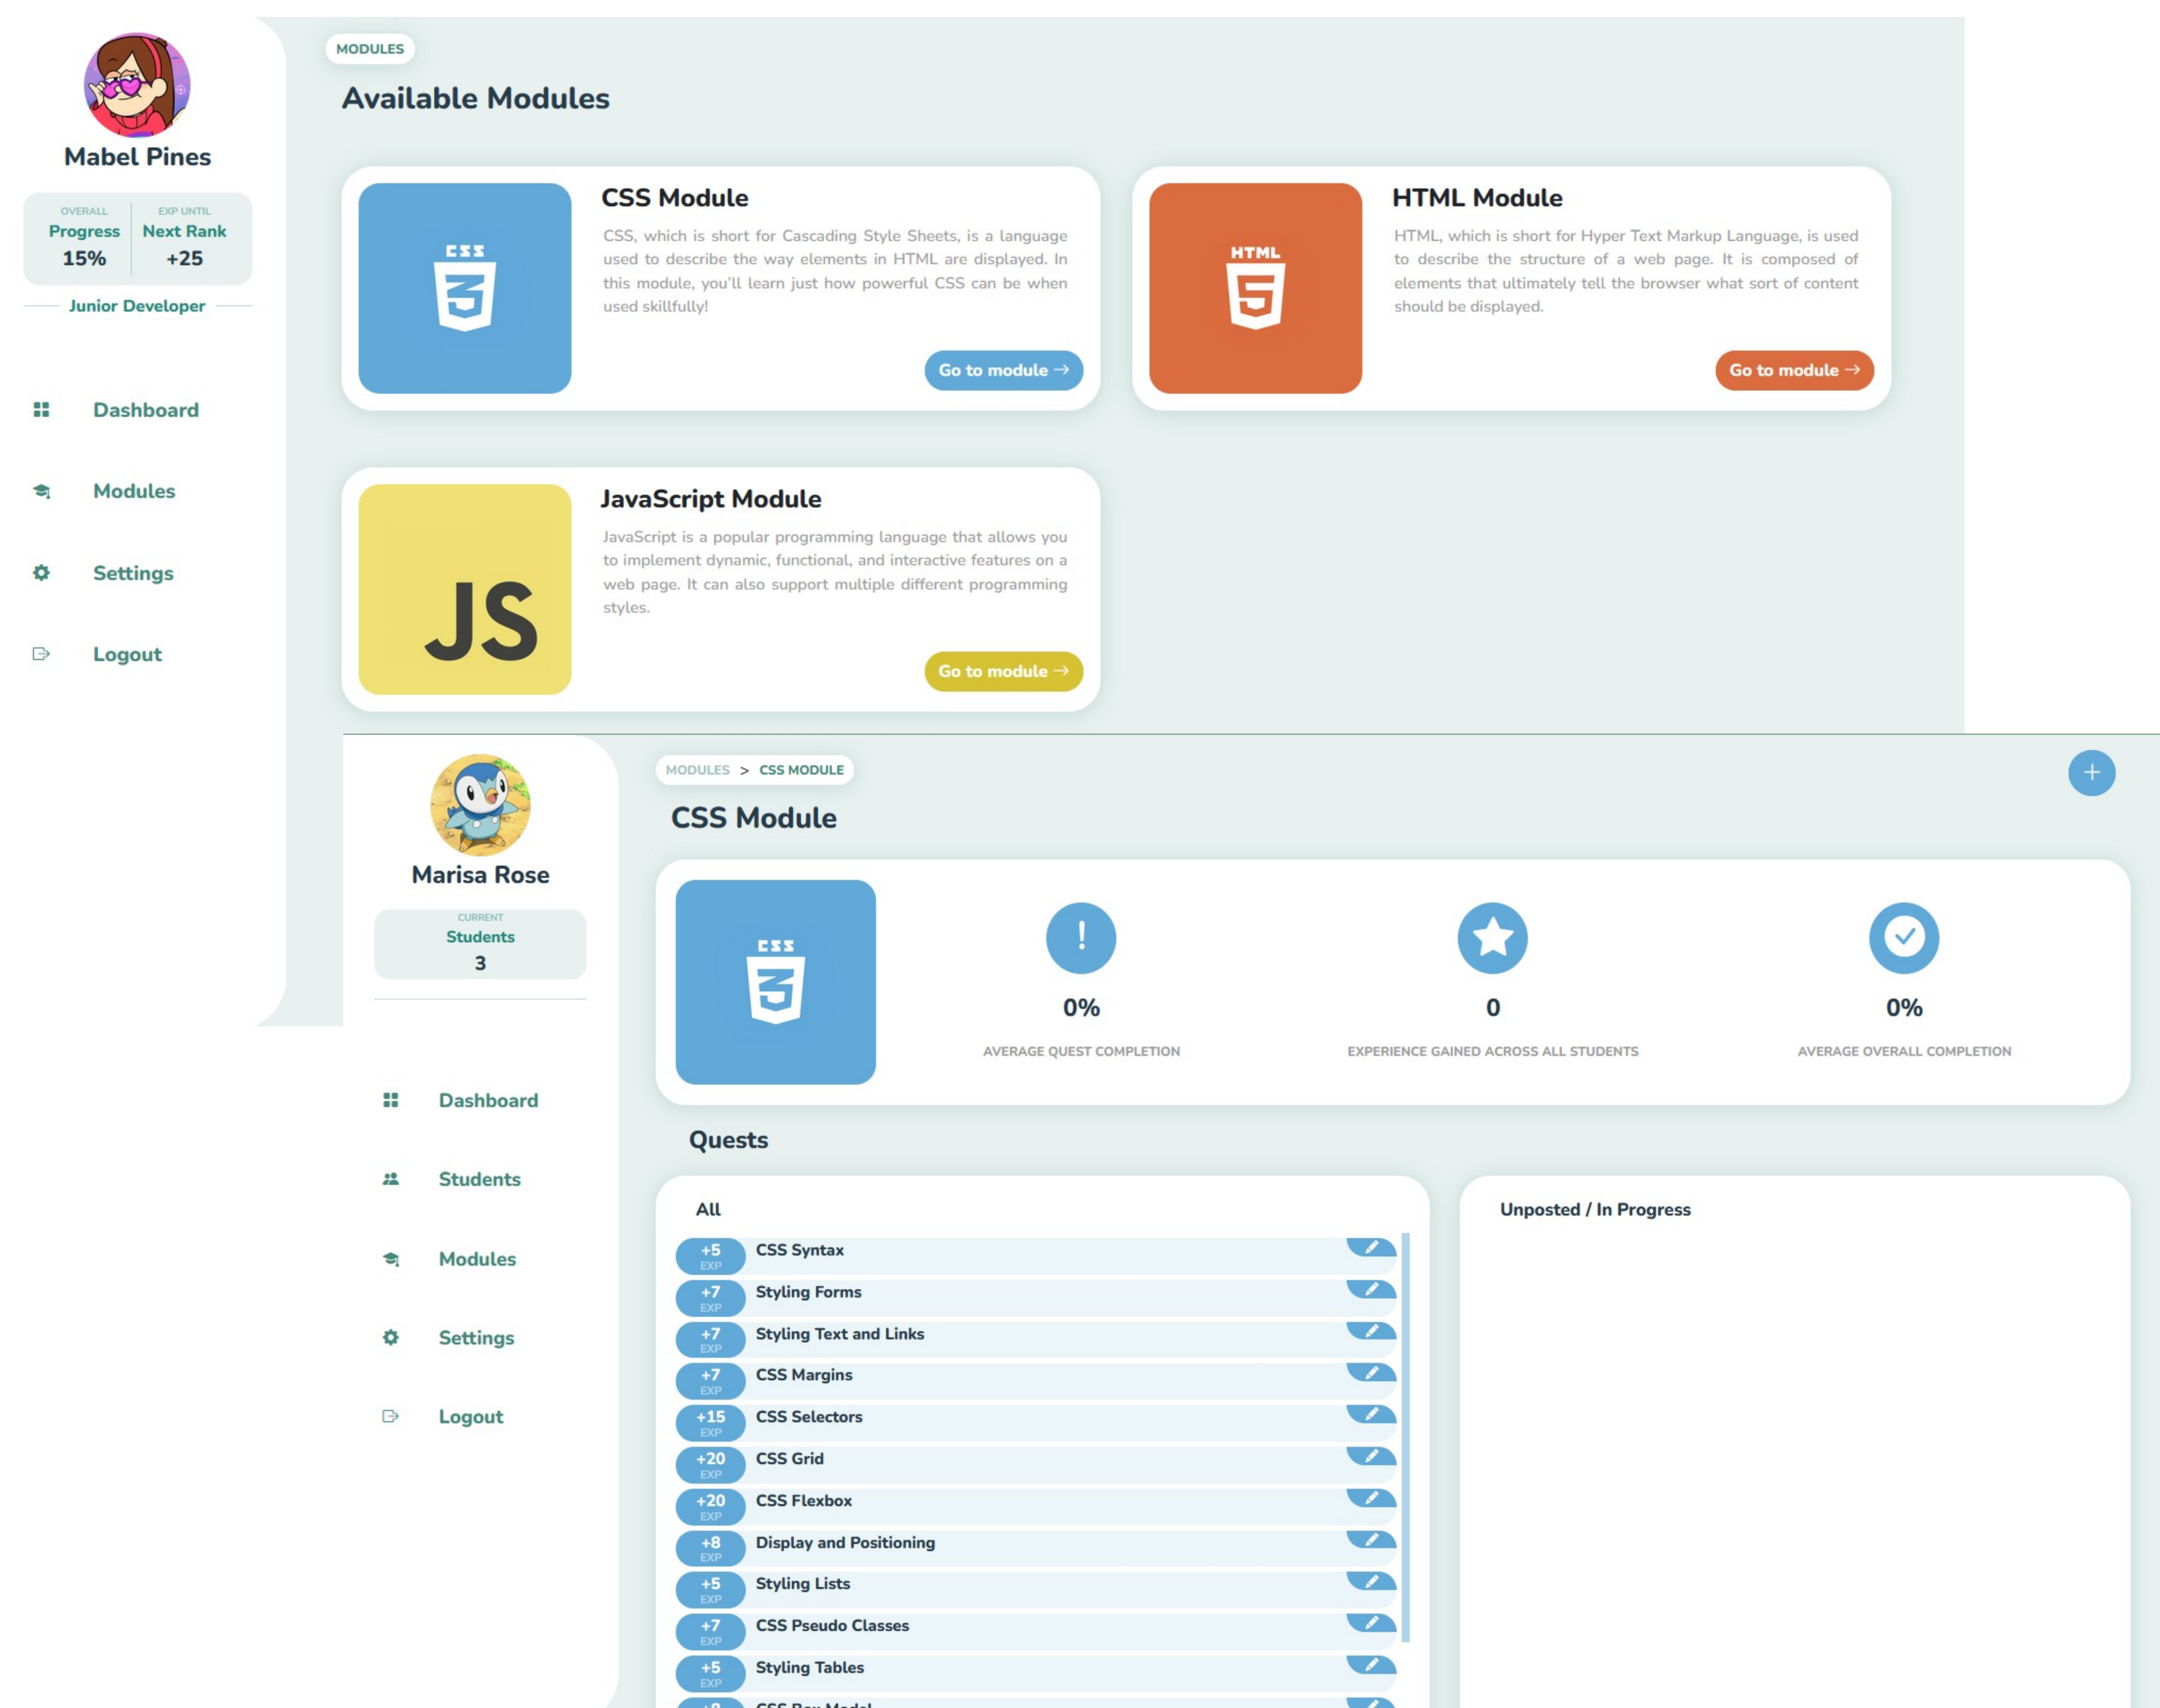 Mabel Pines
OVERALL
Progress
15%
EXP UNTIL
Next Rank
+25
Junior Developer
Dashboard
Modules
Settings
Logout
MODULES
Available Modules
CSS
CSS Module
CSS, which is short for Cascading Style Sheets, is a language
used to describe the way elements in HTML are displayed. In
this module, you'll learn just how powerful CSS can be when
used skillfully!
Go to module →
HTML
HTML Module
HTML, which is short for Hyper Text Markup Language, is used
to describe the structure of a web page. It is composed of
elements that ultimately tell the browser what sort of content
should be displayed.
Go to module →
JS
JavaScript Module
JavaScript is a popular programming language that allows you
to implement dynamic, functional, and interactive features on a
web page. It can also support multiple different programming
styles.
Go to module →
Marisa Rose
CURRENT
Students
3
Dashboard
Students
Modules
Settings
Logout
MODULES > CSS MODULE
CSS Module
CSS
0%
AVERAGE QUEST COMPLETION
0
EXPERIENCE GAINED ACROSS ALL STUDENTS
0%
AVERAGE OVERALL COMPLETION
Quests
All
+5 EXP CSS Syntax
+7 EXP Styling Forms
+7 EXP Styling Text and Links
+7 EXP CSS Margins
+15 EXP CSS Selectors
+20 EXP CSS Grid
+20 EXP CSS Flexbox
+8 EXP Display and Positioning
+5 EXP Styling Lists
+7 EXP CSS Pseudo Classes
+5 EXP Styling Tables
+8 CSS Box Model
Unposted / In Progress